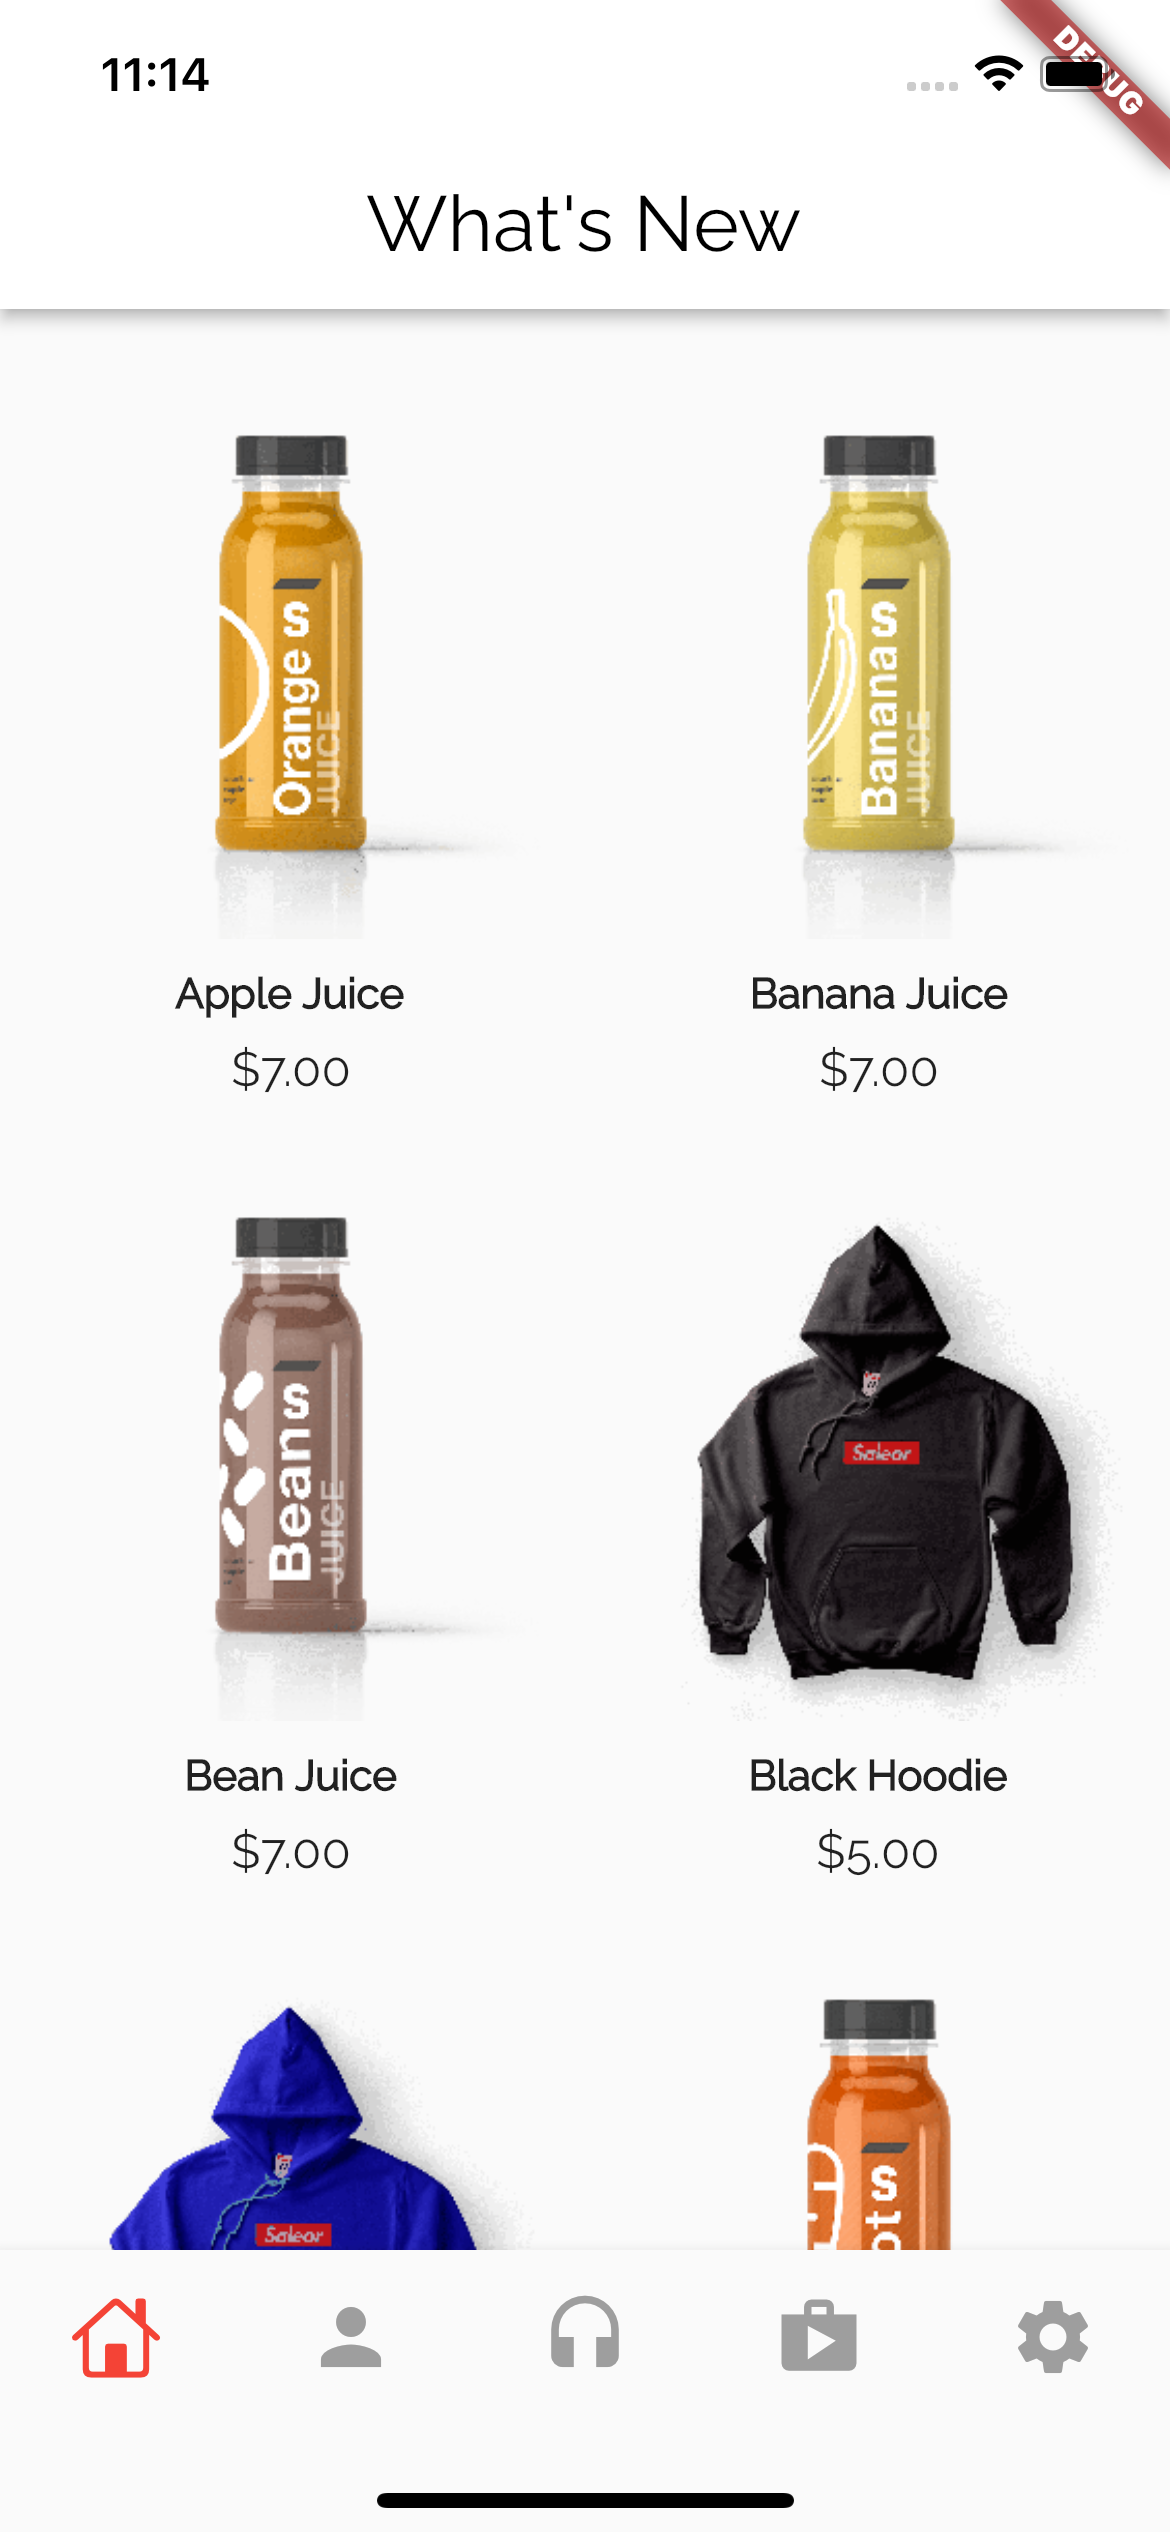 11:14
DEBUG
What's New
Orange s
JUICE
Banana s
JUICE
Apple Juice
Banana Juice
$7.00
$7.00
Bean s
JUICE
Saleor
Bean Juice
Black Hoodie
$7.00
$5.00
Saleor
ot s